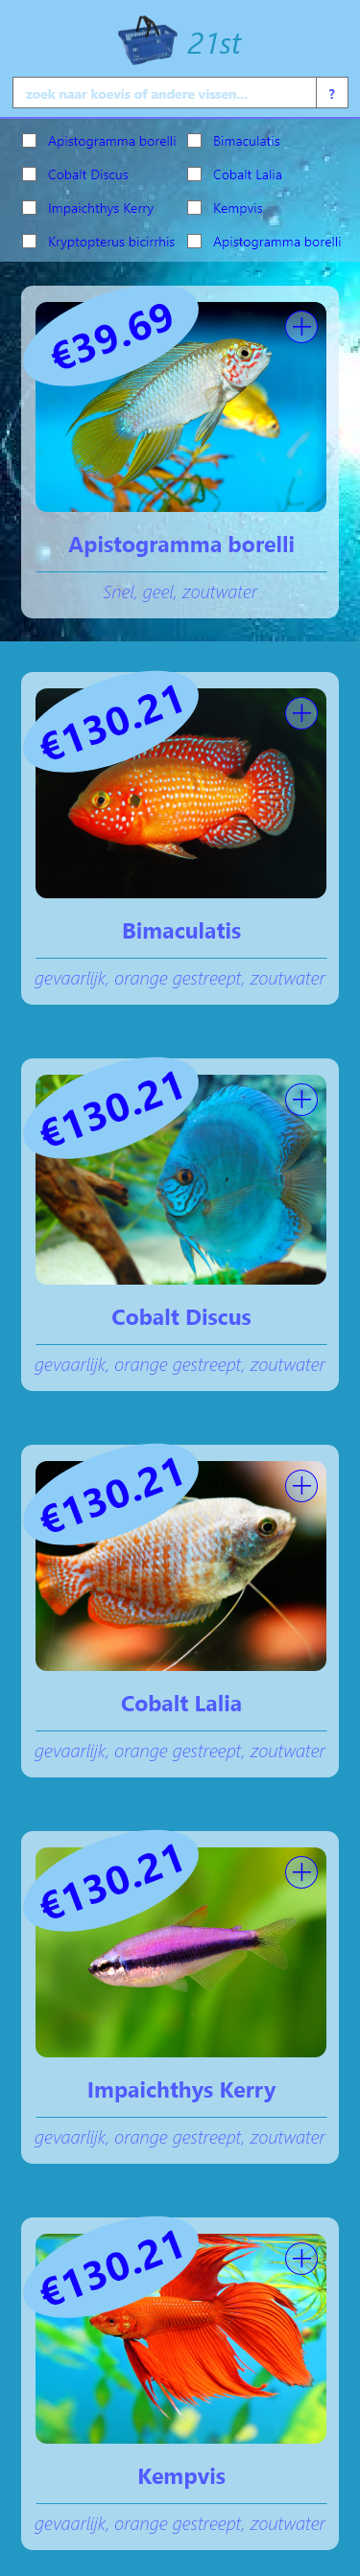 21st
zoek naar koevis of andere vissen...
?
Apistogramma borelli
Bimaculatis
Cobalt Discus
Cobalt Lalia
Impaichthys Kerry
Kempvis
Kryptopterus bicirrhis
Apistogramma borelli
€39.69
Apistogramma borelli
Snel, geel, zoutwater
€130.21
Bimaculatis
gevaarlijk, orange gestreept, zoutwater
€130.21
Cobalt Discus
gevaarlijk, orange gestreept, zoutwater
€130.21
Cobalt Lalia
gevaarlijk, orange gestreept, zoutwater
€130.21
Impaichthys Kerry
gevaarlijk, orange gestreept, zoutwater
€130.21
Kempvis
gevaarlijk, orange gestreept, zoutwater